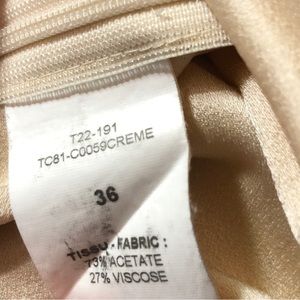 T22-191
TC81-C0059CREME
36
TISSU - FABRIC :
73% ACETATE
27% VISCOSE